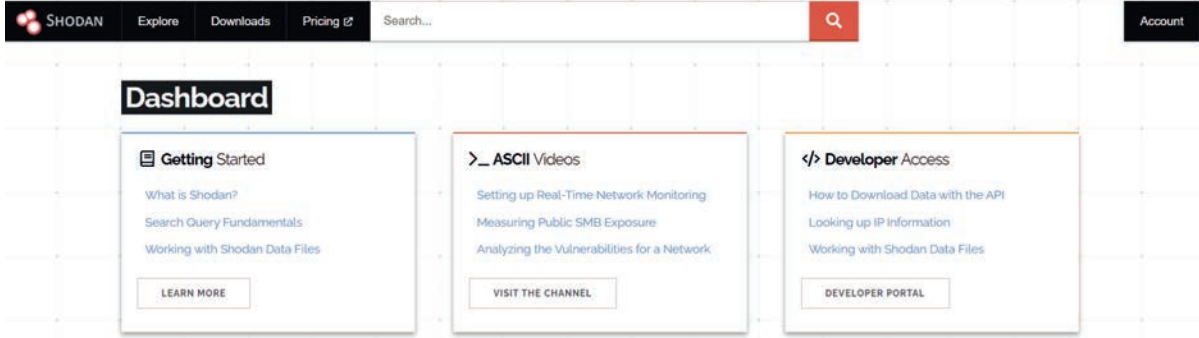 SHODAN Explore Downloads Pricing Search... Account
Dashboard
Getting Started
What is Shodan?
Search Query Fundamentals
Working with Shodan Data Files
LEARN MORE
>_ ASCII Videos
Setting up Real-Time Network Monitoring
Measuring Public SMB Exposure
Analyzing the Vulnerabilities for a Network
VISIT THE CHANNEL
</> Developer Access
How to Download Data with the API
Looking up IP Information
Working with Shodan Data Files
DEVELOPER PORTAL